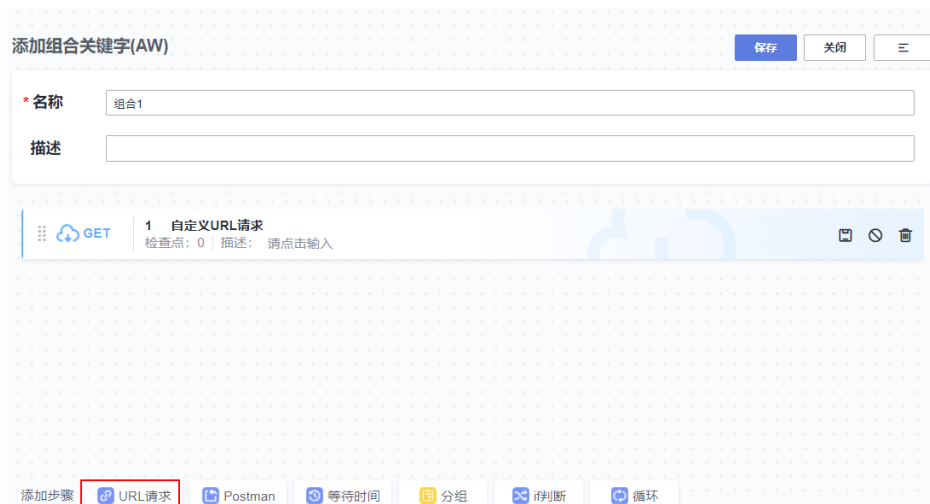 添加组合关键字(AW)
保存 关闭
* 名称 组合1
描述
GET 1 自定义URL请求
检查点：0 描述： 请点击输入
添加步骤 URL请求 Postman 等待时间 分组 if判断 循环